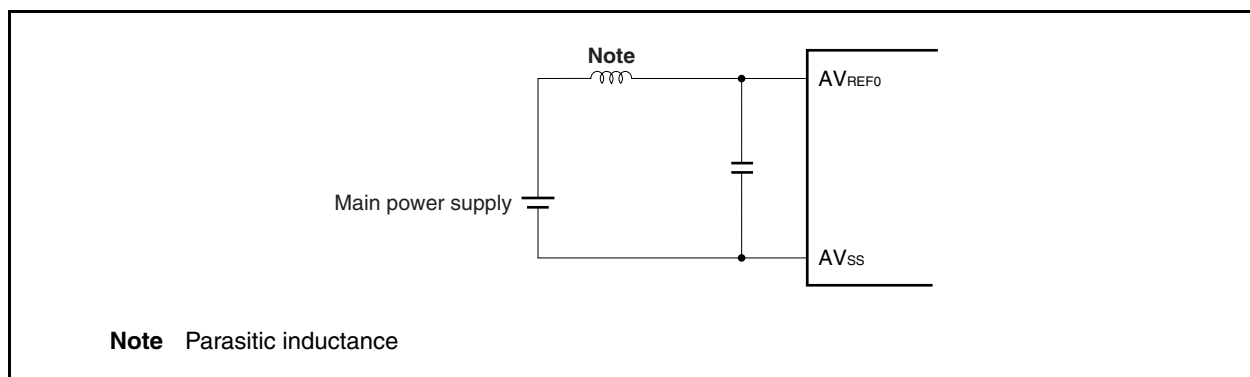 Note
AVREF0
Main power supply
AVSS
Note Parasitic inductance